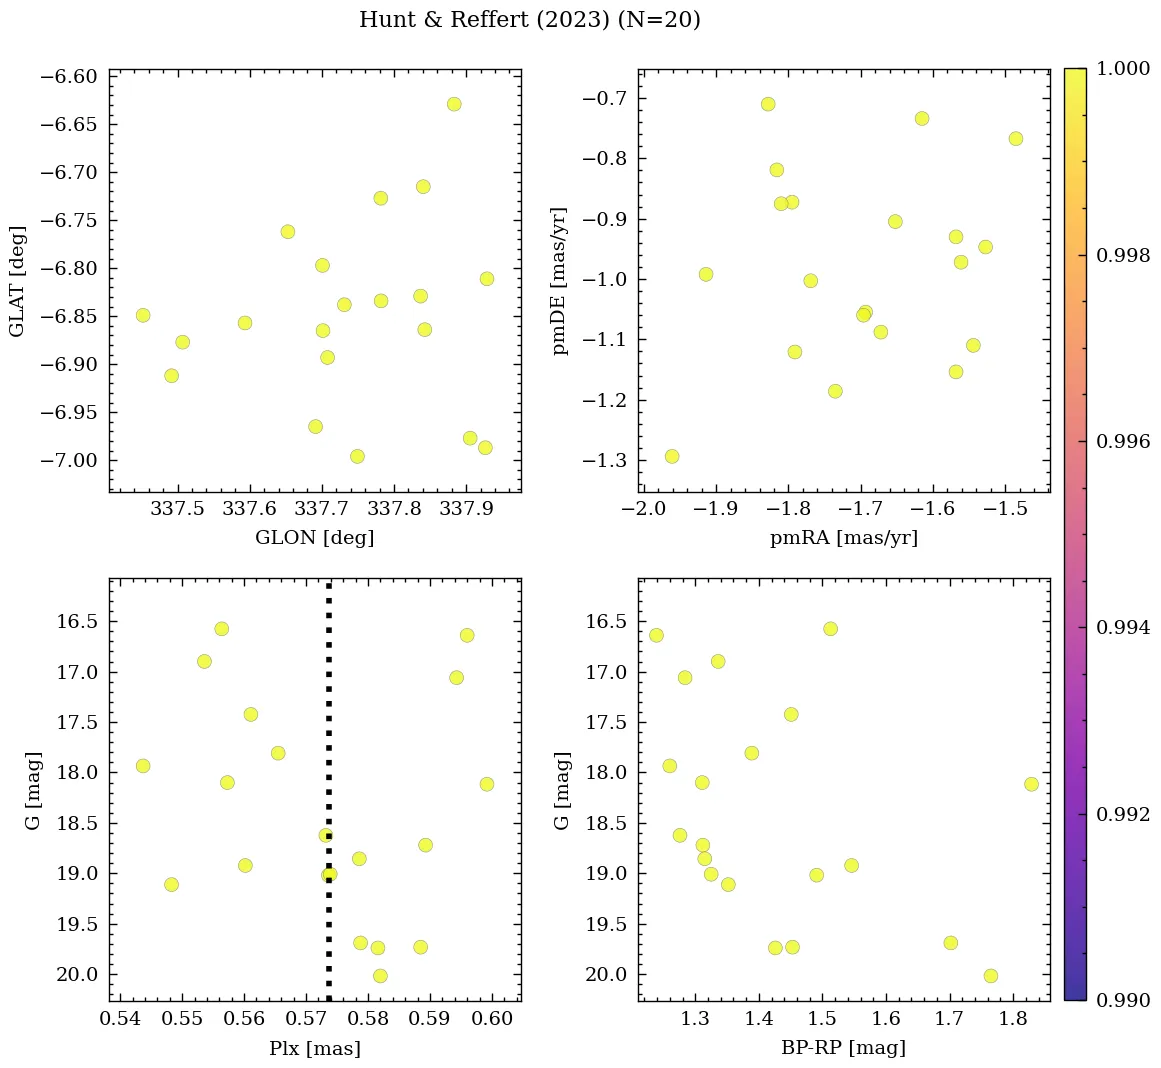 Hunt & Reffert (2023) (N=20)
−6.60
−6.65
−6.70
−6.75
−6.80
−6.85
−6.90
−6.95
−7.00
GLAT [deg]
337.5 337.6 337.7 337.8 337.9
GLON [deg]
−0.7
−0.8
−0.9
−1.0
−1.1
−1.2
−1.3
pmDE [mas/yr]
−2.0 −1.9 −1.8 −1.7 −1.6 −1.5
pmRA [mas/yr]
16.5
17.0
17.5
18.0
18.5
19.0
19.5
20.0
G [mag]
0.54 0.55 0.56 0.57 0.58 0.59 0.60
Plx [mas]
16.5
17.0
17.5
18.0
18.5
19.0
19.5
20.0
G [mag]
1.3 1.4 1.5 1.6 1.7 1.8
BP-RP [mag]
1.000
0.998
0.996
0.994
0.992
0.990